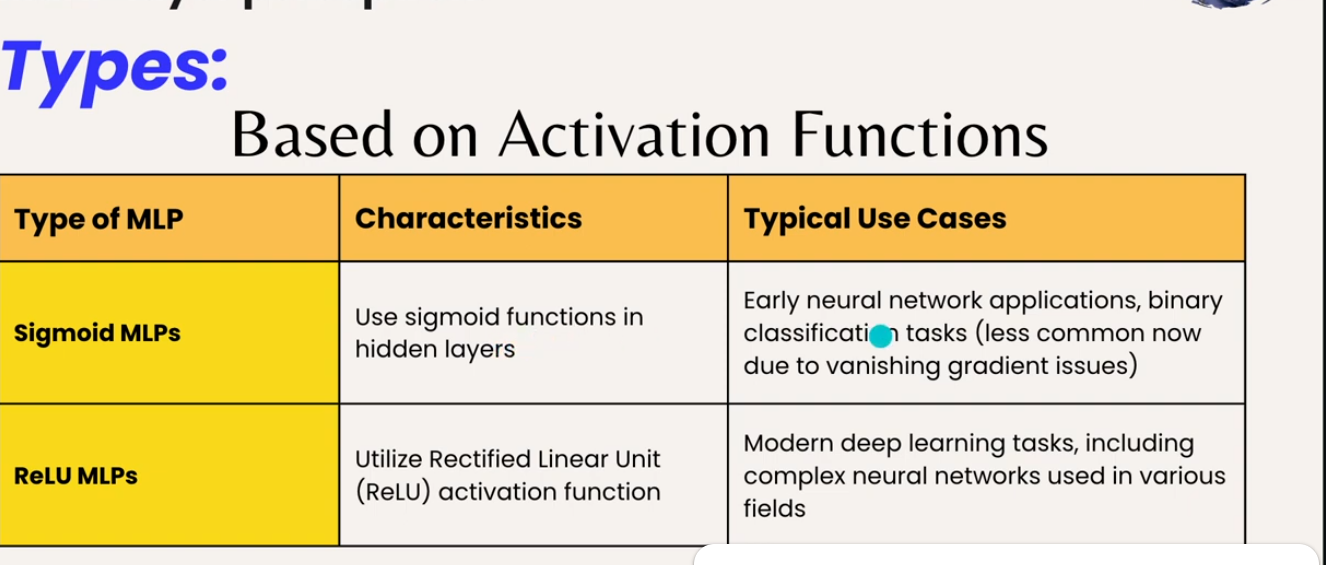 Types:
Based on Activation Functions
Type of MLP
Characteristics
Typical Use Cases
Sigmoid MLPs
Use sigmoid functions in
hidden layers
Early neural network applications, binary
classification tasks (less common now
due to vanishing gradient issues)
ReLU MLPs
Utilize Rectified Linear Unit
(ReLU) activation function
Modern deep learning tasks, including
complex neural networks used in various
fields